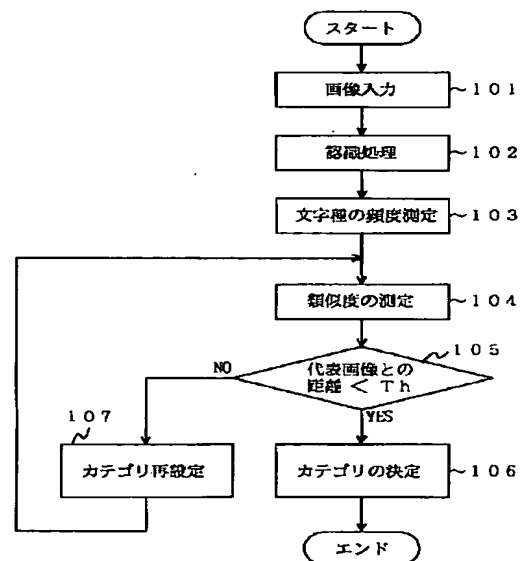 スタート
画像入力
101
認識処理
102
文字種の頻度測定
103
類似度の測定
104
代表画像との
距離 < Th
105
NO
YES
107
カテゴリ再設定
カテゴリの決定
106
エンド